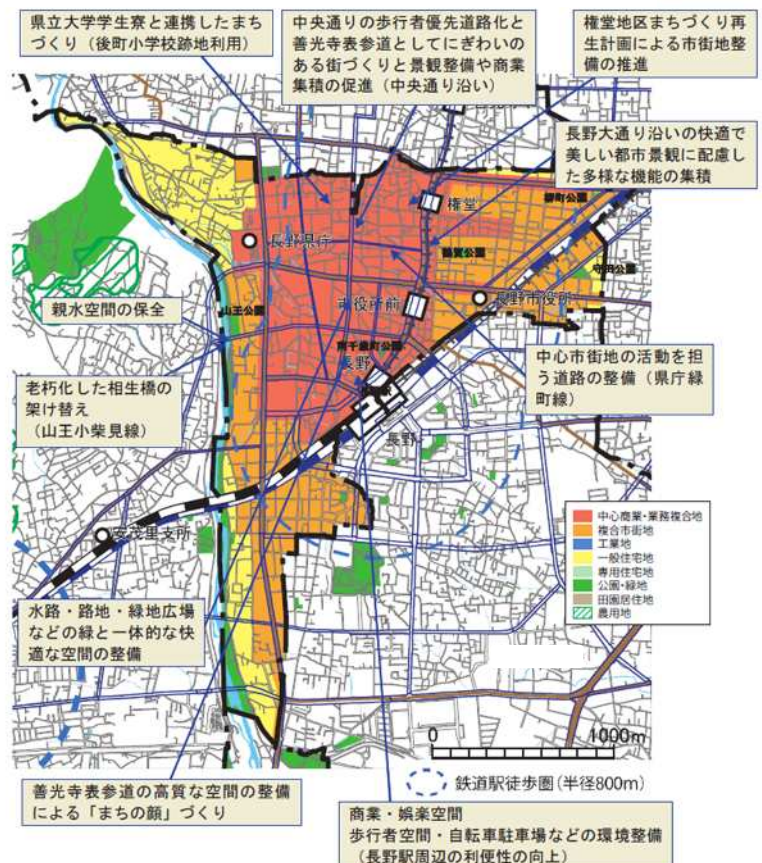 県立大学学生寮と連携したまち
づくり（後町小学校跡地利用）
中央通りの歩行者優先道路化と
善光寺表参道としてにぎわいの
ある街づくりと景観整備や商業
集積の促進（中央通り沿い）
権堂地区まちづくり再
生計画による市街地整
備の推進
長野大通り沿いの快適で
美しい都市景観に配慮し
た多様な機能の集積
権堂
柳町公園
長野県庁
鶴賀公園
守田公園
山王公園
市役所前
長野市役所
親水空間の保全
南千歳町公園
長野
中心市街地の活動を担
う道路の整備（県庁緑
町線）
老朽化した相生橋の
架け替え
（山王小柴見線）
長野
安茂里支所
中心商業・業務複合地
複合市街地
工業地
一般住宅地
専用住宅地
公園・緑地
田園居住地
農用地
水路・路地・緑地広場
などの緑と一体的な快
適な空間の整備
0 1000m
鉄道駅徒歩圏(半径800m)
善光寺表参道の高質な空間の整備
による「まちの顔」づくり
商業・娯楽空間
歩行者空間・自転車駐車場などの環境整備
（長野駅周辺の利便性の向上）